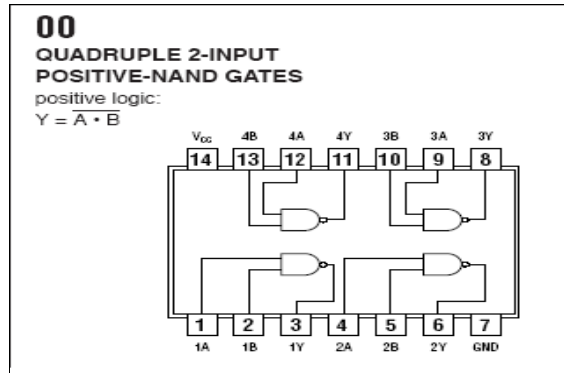 00
QUADRUPLE 2-INPUT
POSITIVE-NAND GATES
positive logic:
Y = A • B
VCC 4B 4A 4Y 3B 3A 3Y
14 13 12 11 10 9 8
1 2 3 4 5 6 7
1A 1B 1Y 2A 2B 2Y GND